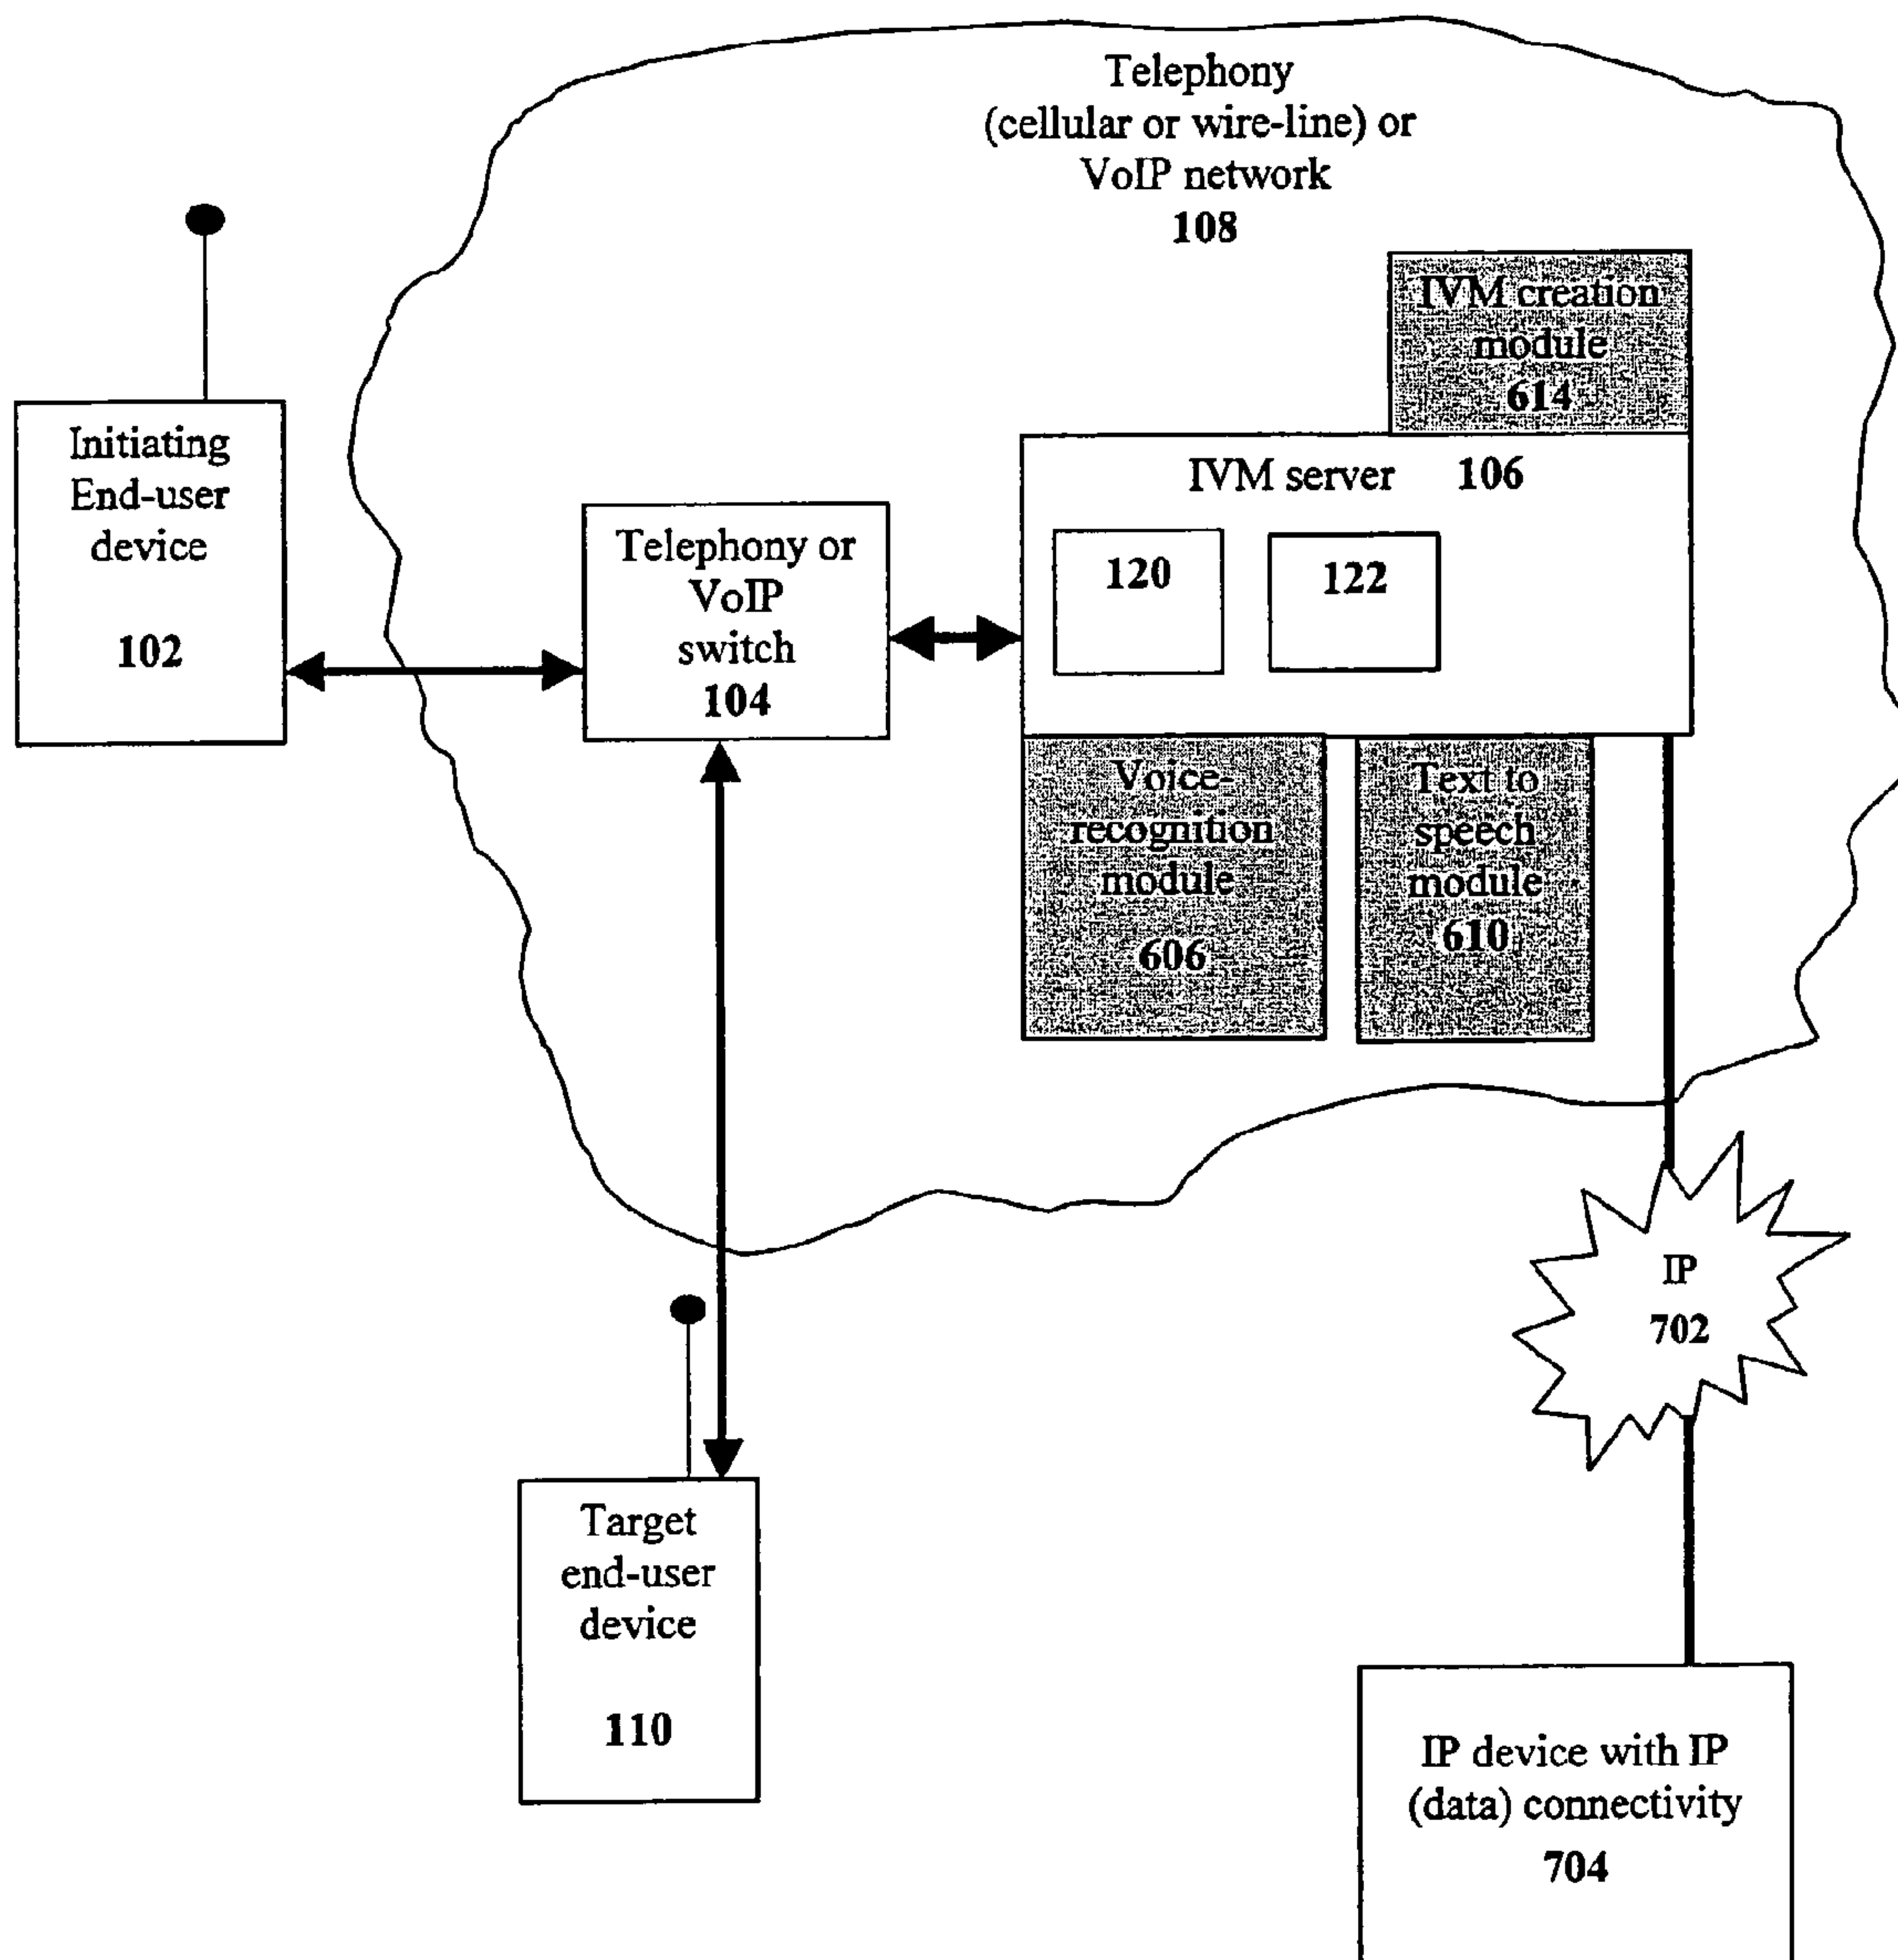 Telephony
(cellular or wire-line) or
VoIP network
108
IVM creation
module
614
Initiating
End-user
device
102
Telephony or
VoIP
switch
104
IVM server 106
120
122
Voice-
recognition
module
606
Text to
speech
module
610
IP
702
Target
end-user
device
110
IP device with IP
(data) connectivity
704